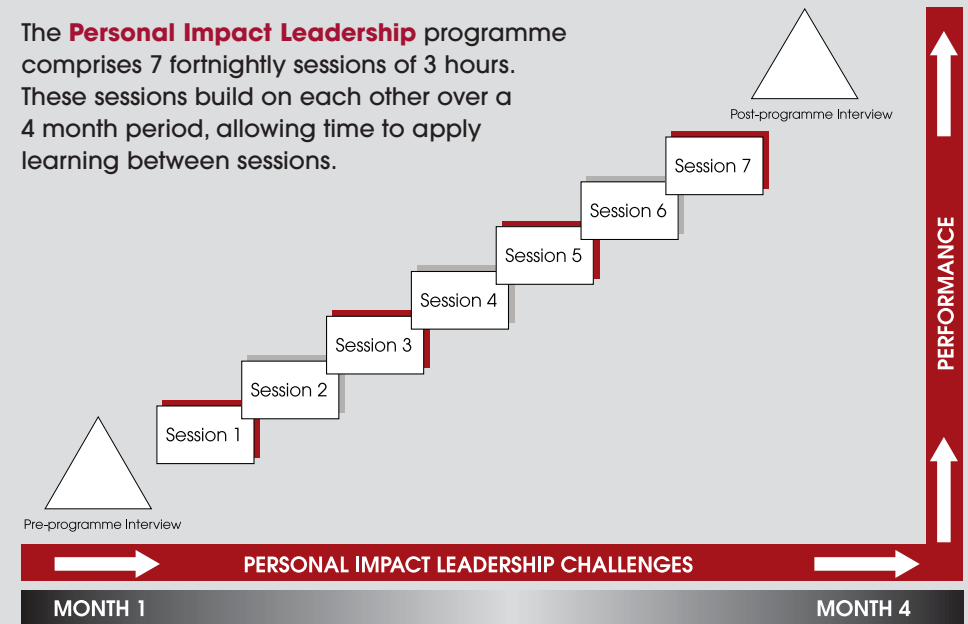 The Personal Impact Leadership programme
comprises 7 fortnightly sessions of 3 hours.
These sessions build on each other over a
4 month period, allowing time to apply
learning between sessions.
Post-programme Interview
Session 7
Session 6
Session 5
Session 4
Session 3
Session 2
Session 1
Pre-programme Interview
PERFORMANCE
PERSONAL IMPACT LEADERSHIP CHALLENGES
MONTH 1
MONTH 4